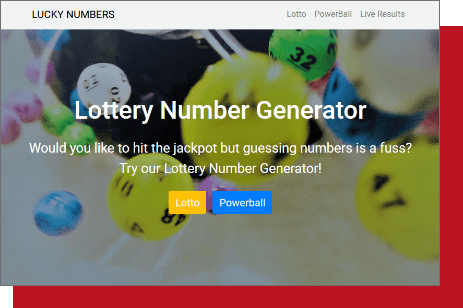 LUCKY NUMBERS
Lotto PowerBall Live Results
Lottery Number Generator
Would you like to hit the jackpot but guessing numbers is a fuss?
Try our Lottery Number Generator!
Lotto Powerball
32